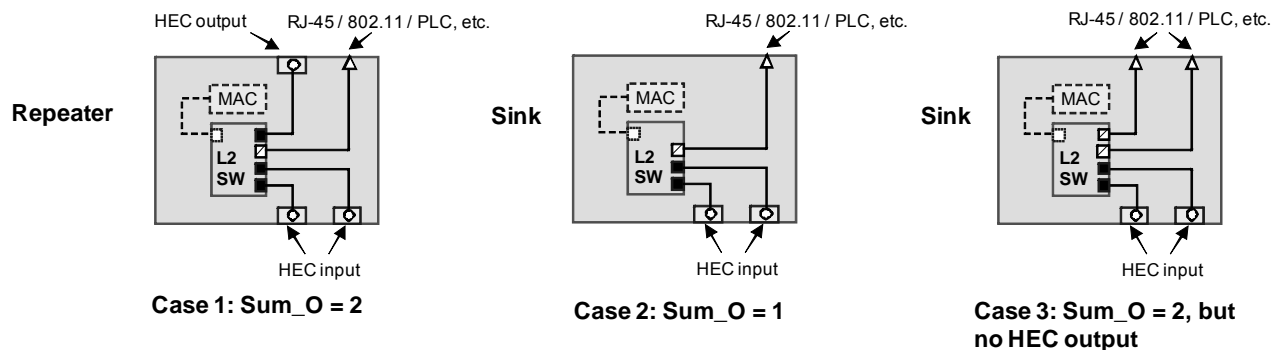 HEC output
RJ-45 / 802.11 / PLC, etc.
Repeater
MAC
L2
SW
HEC input
Case 1: Sum_O = 2
RJ-45 / 802.11 / PLC, etc.
Sink
MAC
L2
SW
HEC input
Case 2: Sum_O = 1
RJ-45 / 802.11 / PLC, etc.
Sink
MAC
L2
SW
HEC input
Case 3: Sum_O = 2, but
no HEC output